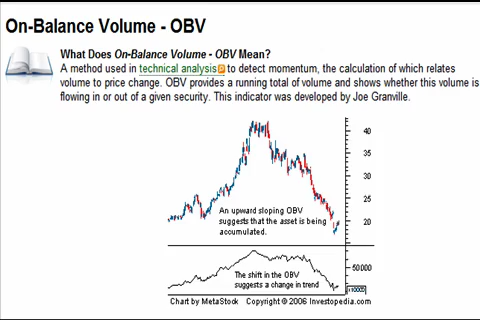 On-Balance Volume - OBV
What Does On-Balance Volume - OBV Mean?
A method used in technical analysis to detect momentum, the calculation of which relates
volume to price change. OBV provides a running total of volume and shows whether this volume is
flowing in or out of a given security. This indicator was developed by Joe Granville.
40
35
30
25
An upward sloping OBV
suggests that the asset is being
accumulated.
20
50000
The shift in the OBV
suggests a change in trend
x10000
Chart by MetaStock Copyright © 2006 Investopedia.com